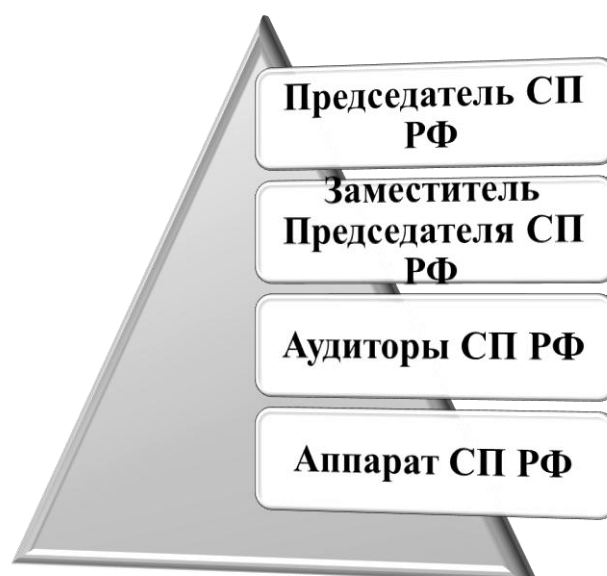 Председатель СП
РФ
Заместитель
Председателя СП
РФ
Аудиторы СП РФ
Аппарат СП РФ